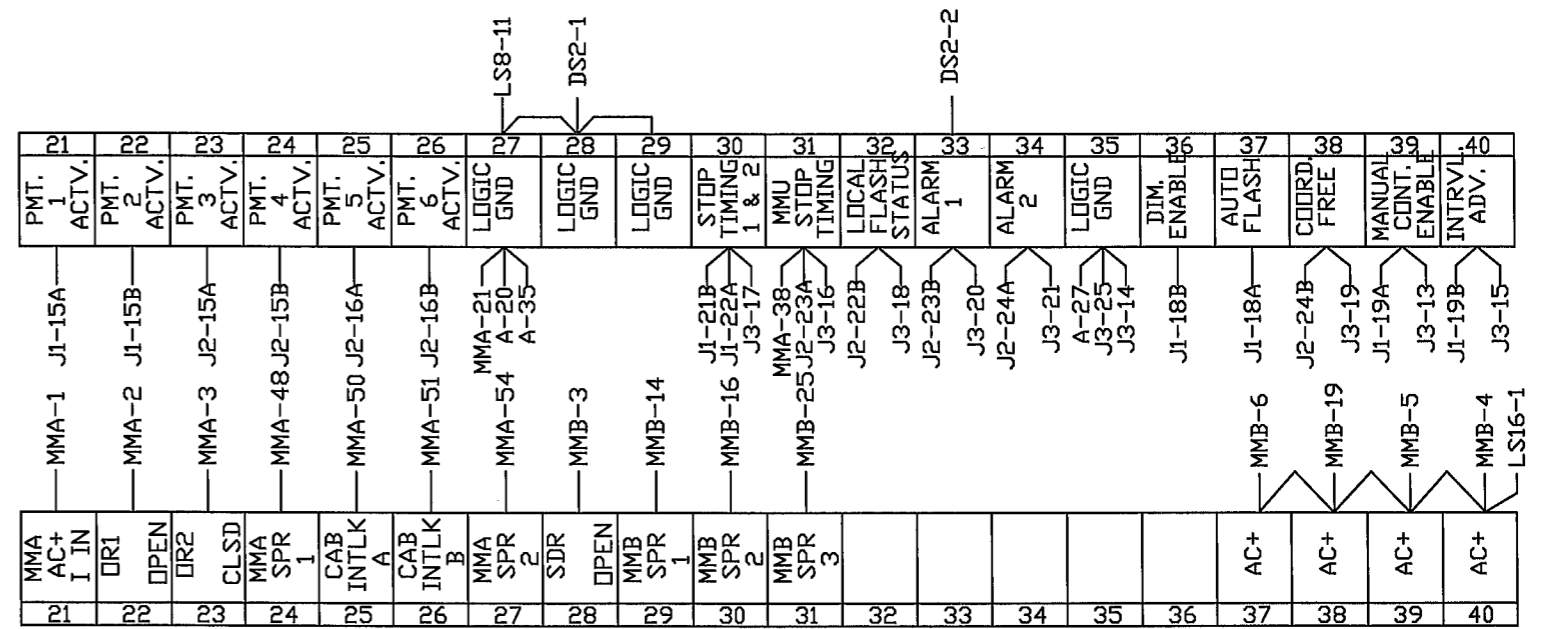 LS8-11
DS2-1
DS2-2
21 22 23 24 25 26 27 28 29 30 31 32 33 34 35 36 37 38 39 40
PMT. 1 ACTV.
PMT. 2 ACTV.
PMT. 3 ACTV.
PMT. 4 ACTV.
PMT. 5 ACTV.
PMT. 6 ACTV.
LOGIC GND
LOGIC GND
LOGIC GND
STOP TIMING 1 & 2
MMU STOP TIMING
LOCAL FLASH STATUS
ALARM 1
ALARM 2
LOGIC GND
DIM. ENABLE
AUTO FLASH
COORD. FREE
MANUAL CONT. ENABLE
INTRVL. ADV.
J1-15A
J1-15B
J2-15A
J2-15B
J2-16A
J2-16B
MMA-21
A-20
A-35
J1-21B
J1-22A
J3-17
MMA-38
J2-23A
J3-16
J2-22B
J3-18
J2-23B
J3-20
J2-24A
J3-21
A-27
J3-25
J3-14
J1-18B
J1-18A
J2-24B
J3-19
J1-19A
J3-13
J1-19B
J3-15
MMA-1
MMA-2
MMA-3
MMA-48
MMA-50
MMA-51
MMA-54
MMB-3
MMB-14
MMB-16
MMB-25
MMB-6
MMB-19
MMB-5
MMB-4
LS16-1
MMA AC+ I IN
OR1 OPEN
OR2 CLSD
MMA SPR 1
CAB INTLK A
CAB INTLK B
MMA SPR 2
SDR OPEN
MMB SPR 1
MMB SPR 2
MMB SPR 3
AC+
AC+
AC+
AC+
21 22 23 24 25 26 27 28 29 30 31 32 33 34 35 36 37 38 39 40